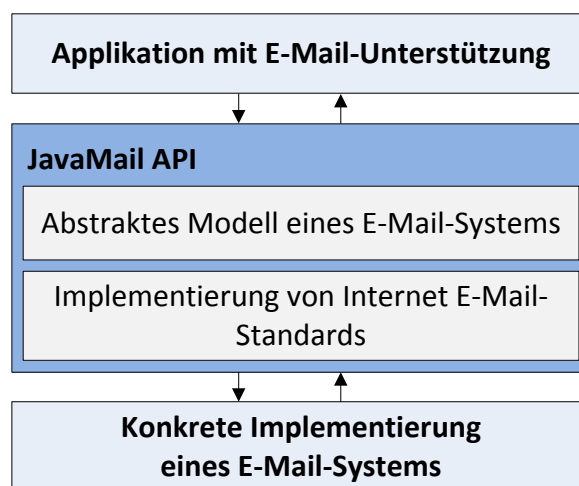 Applikation mit E-Mail-Unterstützung
JavaMail API
Abstraktes Modell eines E-Mail-Systems
Implementierung von Internet E-Mail-
Standards
Konkrete Implementierung
eines E-Mail-Systems